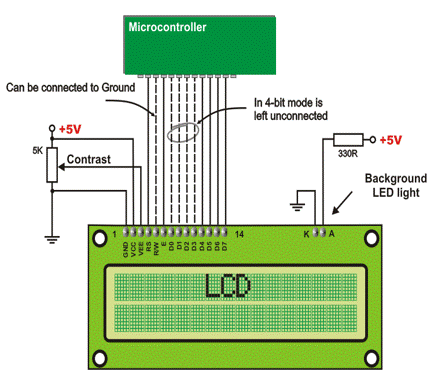 Microcontroller
Can be connected to Ground
In 4-bit mode is
left unconnected
+5V
5K
Contrast
+5V
330R
Background
LED light
1
14
K
A
GND
VCC
VEE
RS
R/W
E
D0
D1
D2
D3
D4
D5
D6
D7
LCD